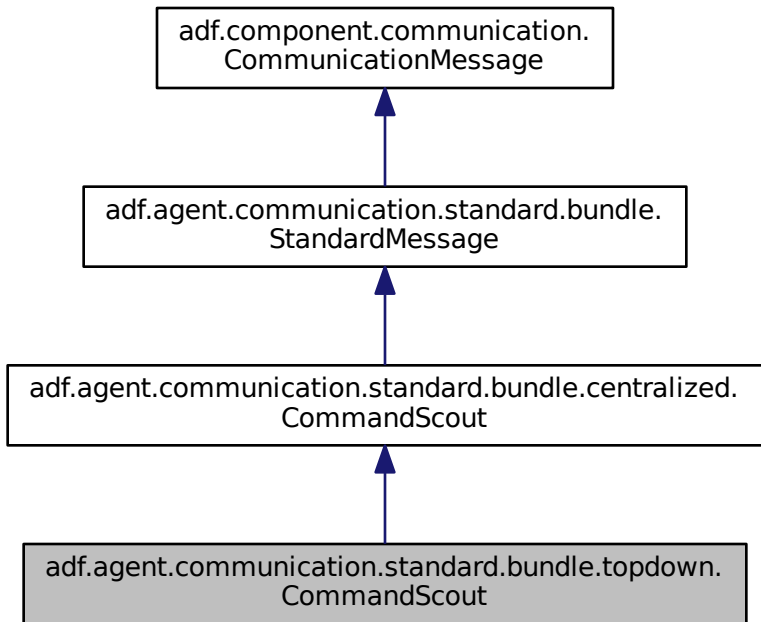 adf.component.communication.
CommunicationMessage
adf.agent.communication.standard.bundle.
StandardMessage
adf.agent.communication.standard.bundle.centralized.
CommandScout
adf.agent.communication.standard.bundle.topdown.
CommandScout